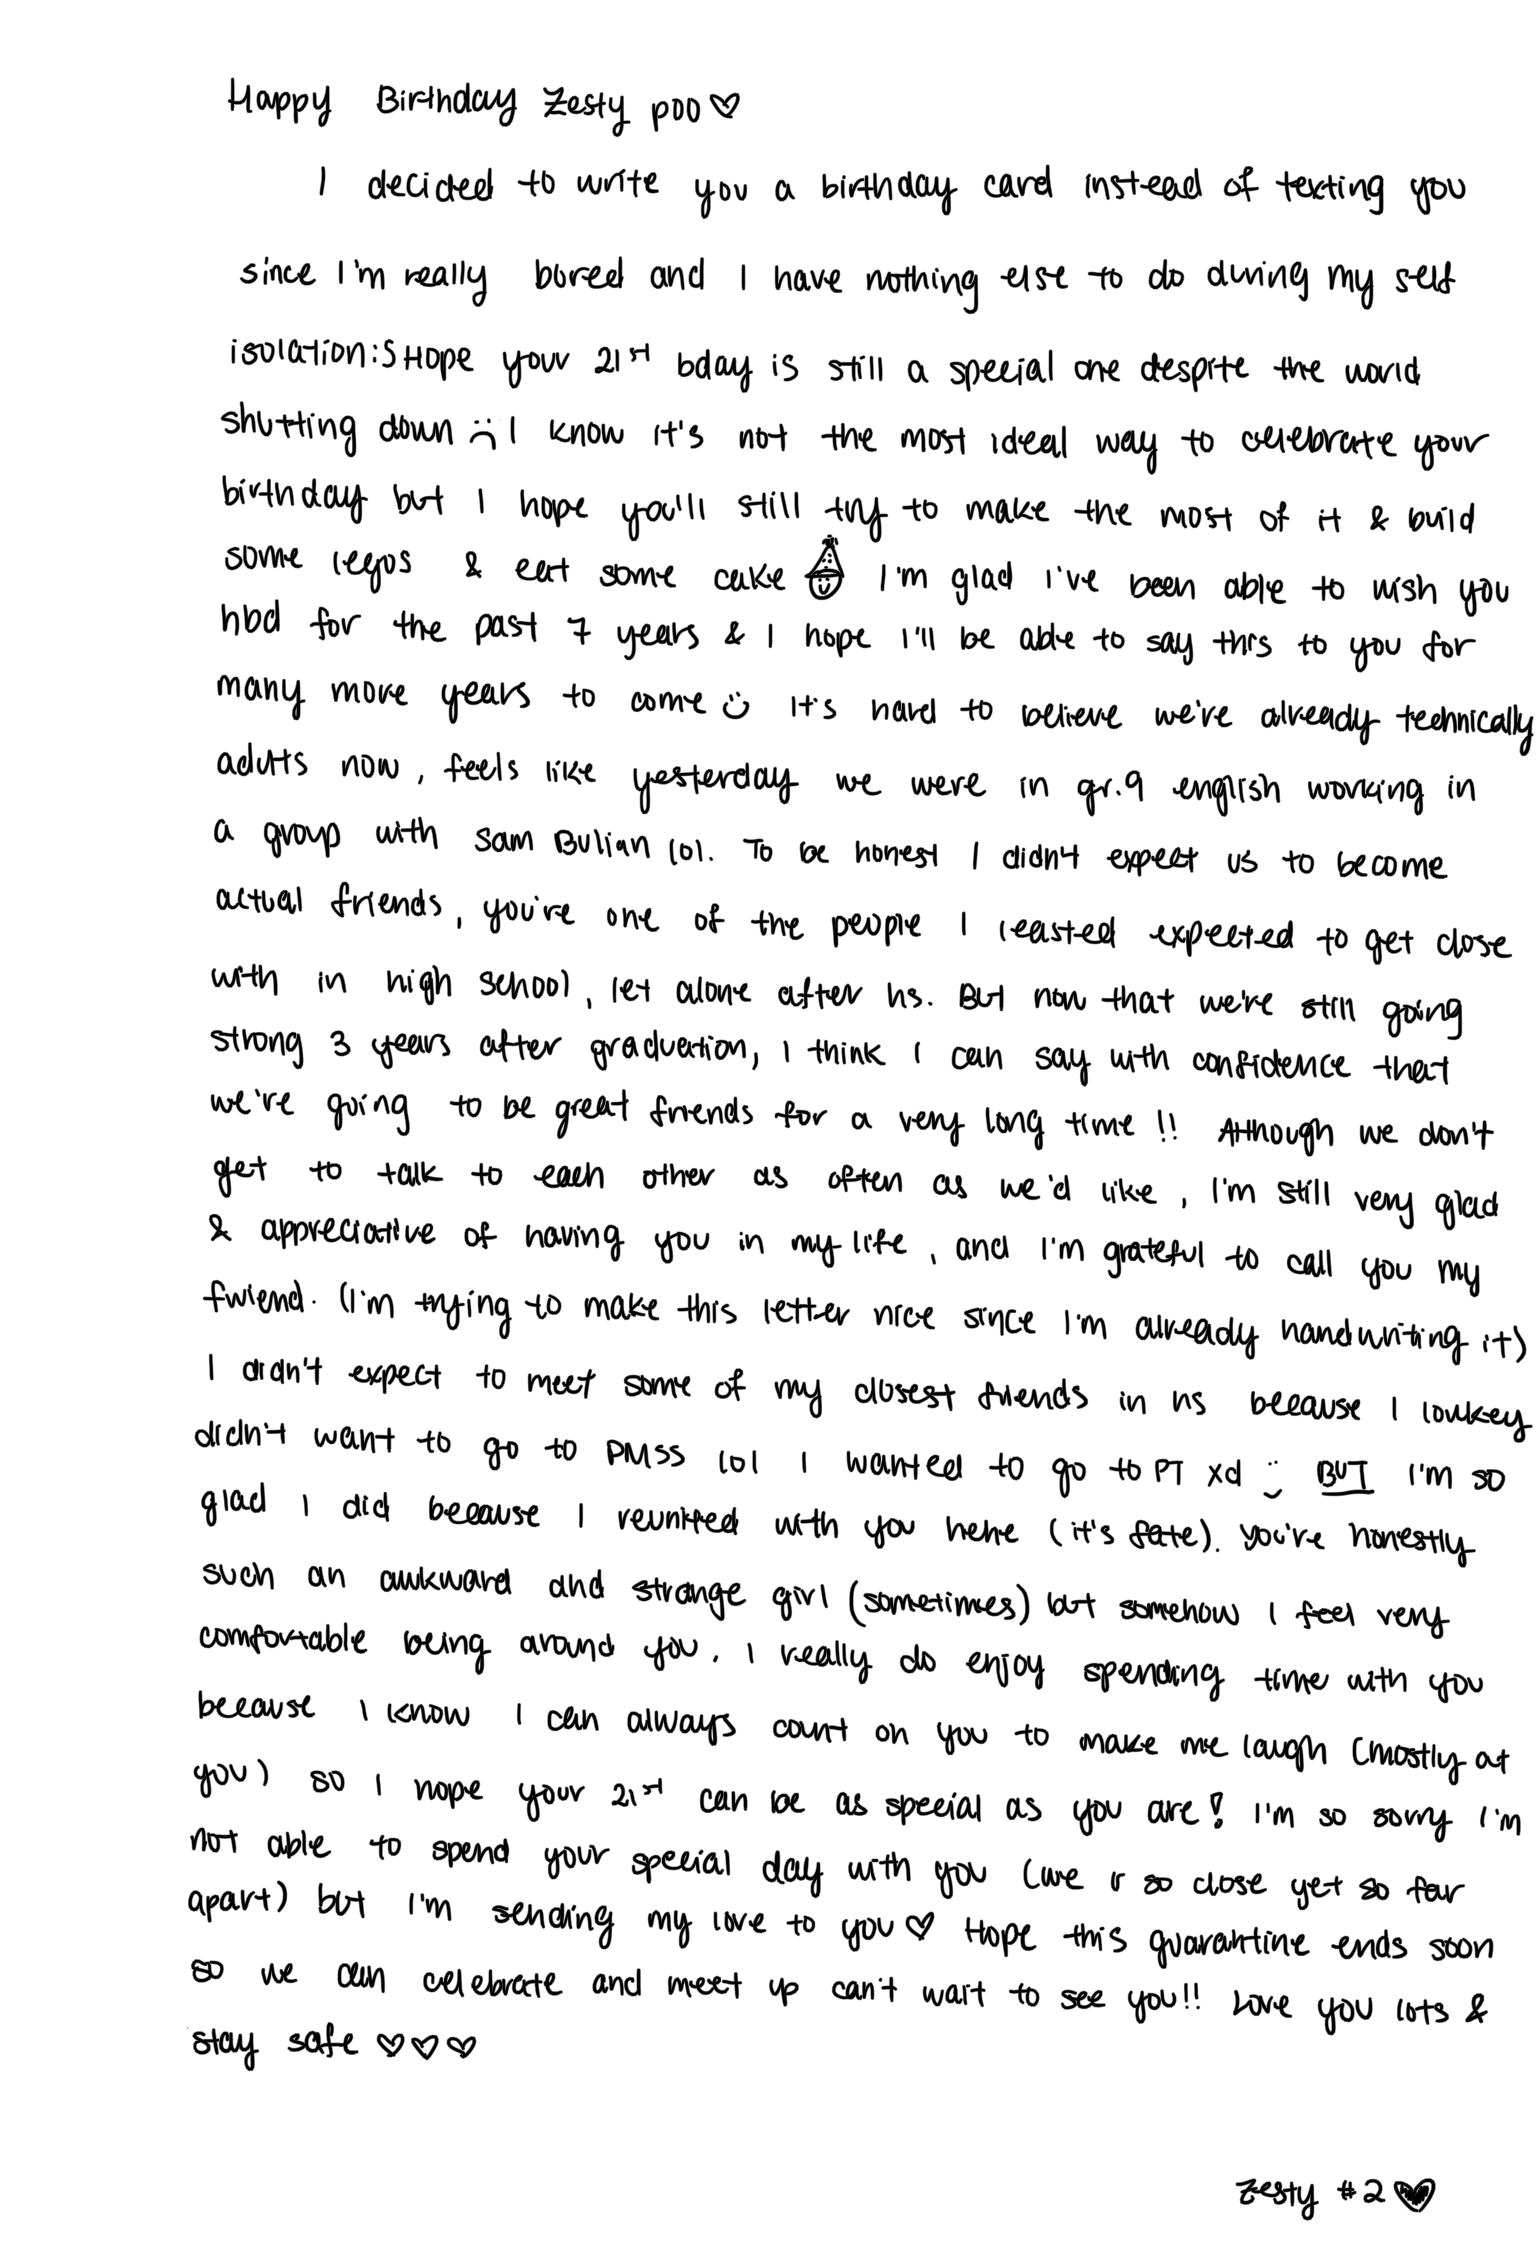 Happy Birthday Zesty poo ♡
I decided to write you a birthday card instead of texting you
since I'm really bored and I have nothing else to do during my self
isolation :S Hope your 21st bday is still a special one despite the world
shutting down :( I know it's not the most ideal way to celebrate your
birthday but I hope you'll still try to make the most of it & build
some legos & eat some cake I'm glad I've been able to wish you
hbd for the past 7 years & I hope I'll be able to say this to you for
many more years to come :) It's hard to believe we're already technically
adults now, feels like yesterday we were in gr.9 english working in
a group with Sam Bulian lol. To be honest I didn't expect us to become
actual friends, you're one of the people I leasted expected to get close
with in high school, let alone after hs. But now that we're still going
strong 3 years after graduation, I think I can say with confidence that
we're going to be great friends for a very long time !! Although we don't
get to talk to each other as often as we'd like, I'm still very glad
& appreciative of having you in my life, and I'm grateful to call you my
fwiend. (I'm trying to make this letter nice since I'm already handwriting it)
I didn't expect to meet some of my closest friends in hs because I lowkey
didn't want to go to PMSS lol I wanted to go to PT xd :) BUT I'm so
glad I did because I reunited with you hehe (it's fate). You're honestly
such an awkward and strange girl (sometimes) but somehow I feel very
comfortable being around you. I really do enjoy spending time with you
because I know I can always count on you to make me laugh (mostly at
you) so I hope your 21st can be as special as you are! I'm so sorry I'm
not able to spend your special day with you (we r so close yet so far
apart) but I'm sending my love to you ♡ Hope this quarantine ends soon
so we can celebrate and meet up can't wait to see you!! Love you lots &
stay safe ♡♡♡
Zesty #2 ♥